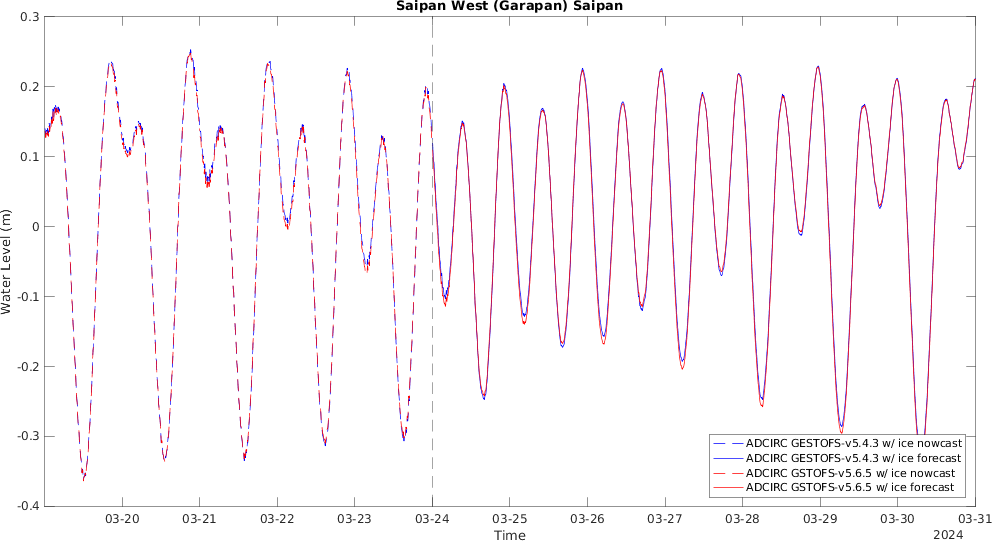 Saipan West (Garapan) Saipan
0.3
0.2
0.1
0
-0.1
-0.2
-0.3
-0.4
Water Level (m)
ADCIRC GESTOFS-v5.4.3 w/ ice nowcast
ADCIRC GESTOFS-v5.4.3 w/ ice forecast
ADCIRC GSTOFS-v5.6.5 w/ ice nowcast
ADCIRC GSTOFS-v5.6.5 w/ ice forecast
03-20 03-21 03-22 03-23 03-24 03-25 03-26 03-27 03-28 03-29 03-30 03-31
Time
2024